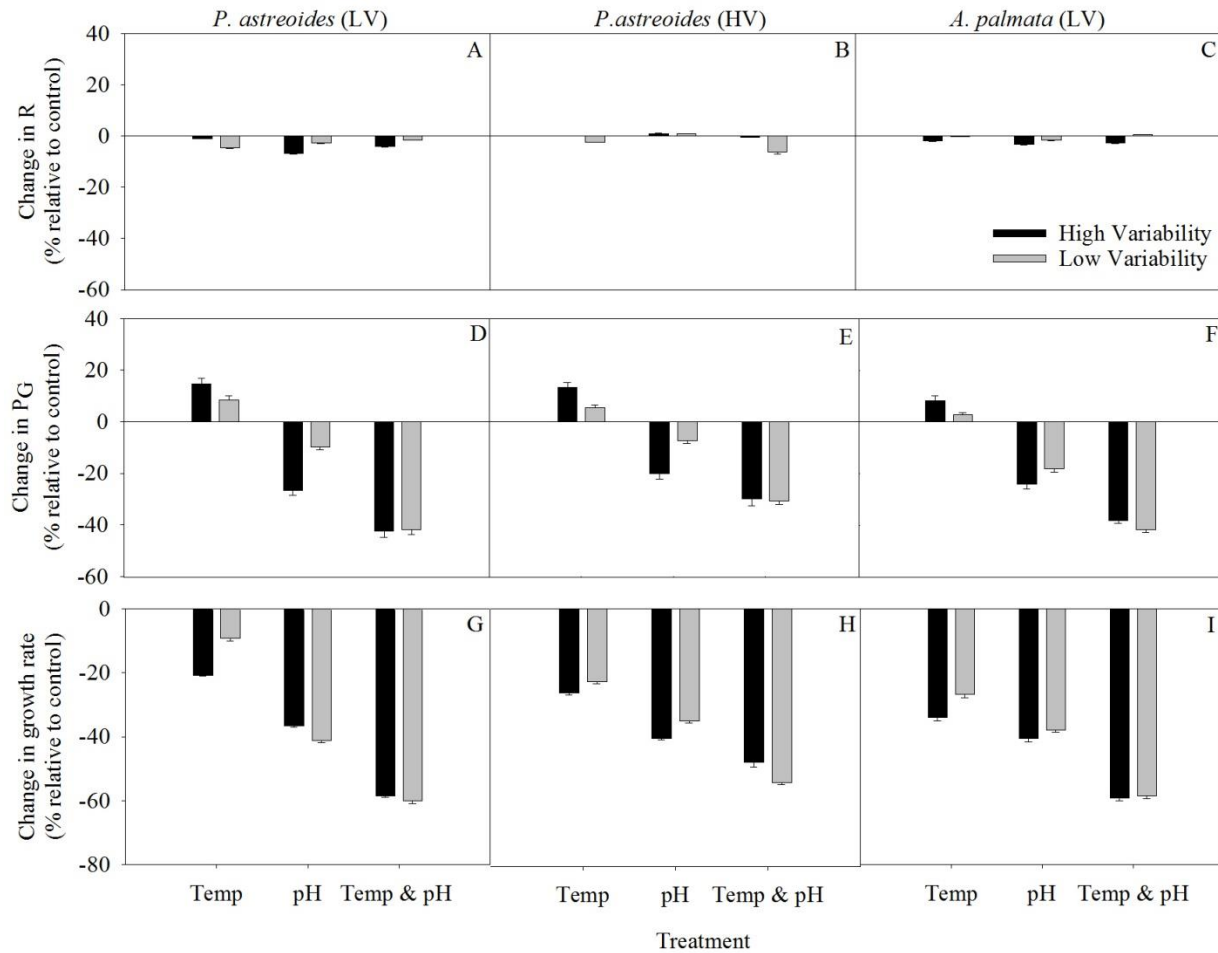 P. astreoides (LV)
P.astreoides (HV)
A. palmata (LV)
Change in R
(% relative to control)
40
20
0
-20
-40
-60
A
B
C
High Variability
Low Variability
Change in PG
(% relative to control)
40
20
0
-20
-40
-60
D
E
F
Change in growth rate
(% relative to control)
0
-20
-40
-60
-80
G
H
I
Temp pH Temp & pH
Temp pH Temp & pH
Temp pH Temp & pH
Treatment